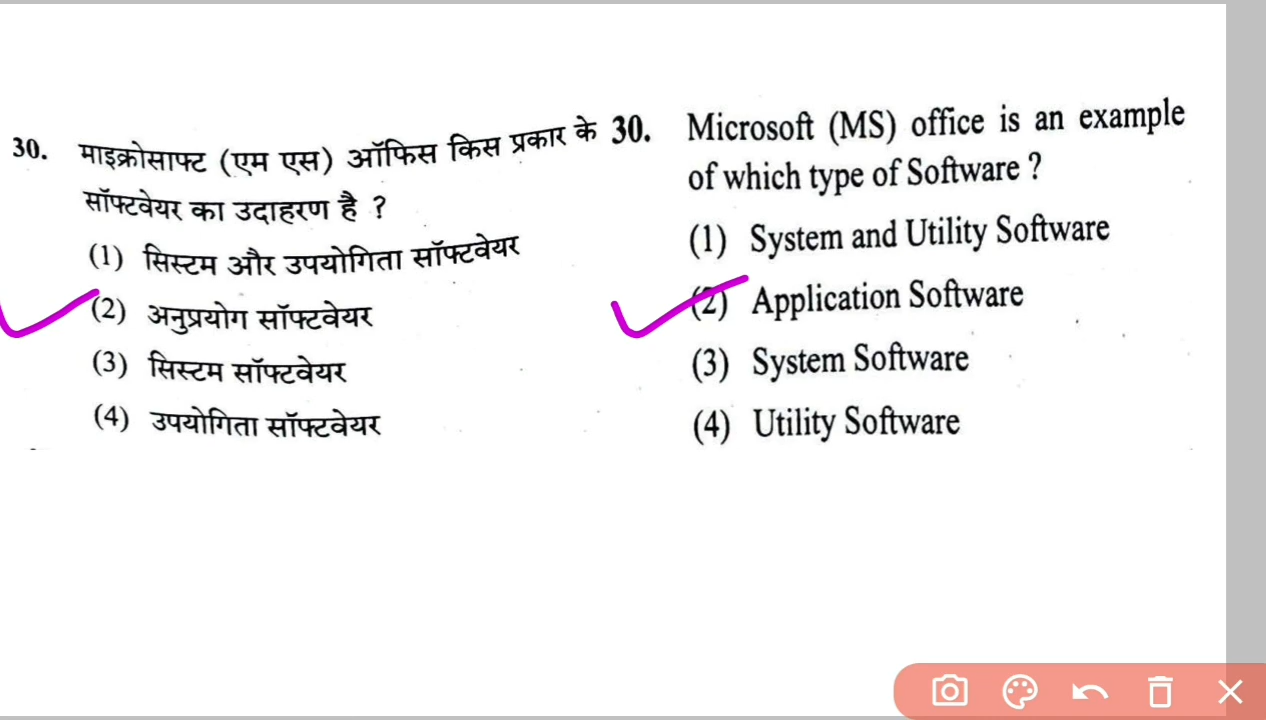 30. माइक्रोसाफ्ट (एम एस) ऑफिस किस प्रकार के
सॉफ्टवेयर का उदाहरण है ?
(1) सिस्टम और उपयोगिता सॉफ्टवेयर
(2) अनुप्रयोग सॉफ्टवेयर
(3) सिस्टम सॉफ्टवेयर
(4) उपयोगिता सॉफ्टवेयर
30. Microsoft (MS) office is an example
of which type of Software ?
(1) System and Utility Software
(2) Application Software
(3) System Software
(4) Utility Software